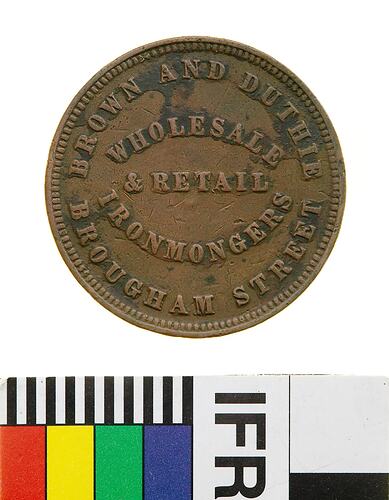 BROWN AND DUTHIE
WHOLESALE
& RETAIL
IRONMONGERS
BROUGHAM STREET
IFR